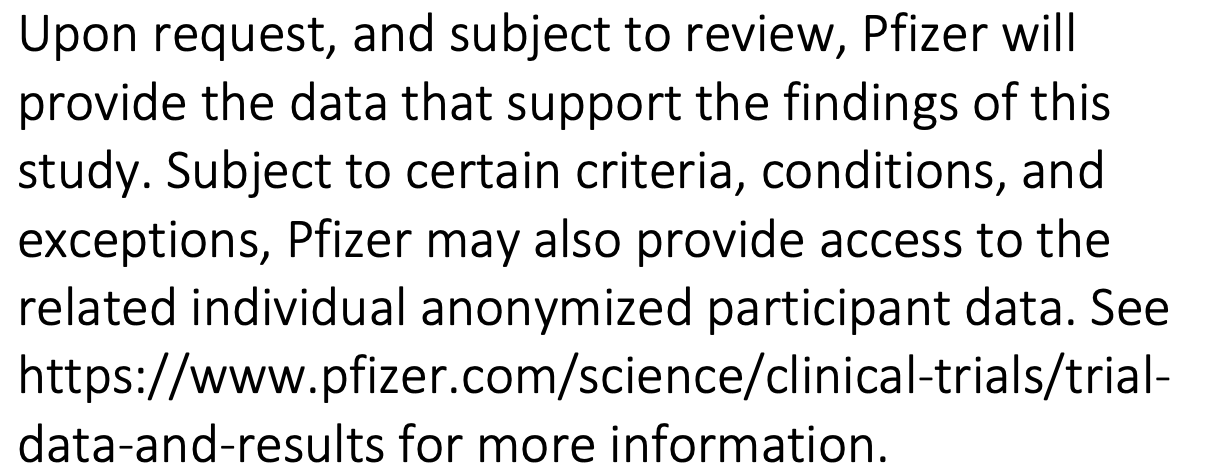 Upon request, and subject to review, Pfizer will
provide the data that support the findings of this
study. Subject to certain criteria, conditions, and
exceptions, Pfizer may also provide access to the
related individual anonymized participant data. See
https://www.pfizer.com/science/clinical-trials/trial-
data-and-results for more information.